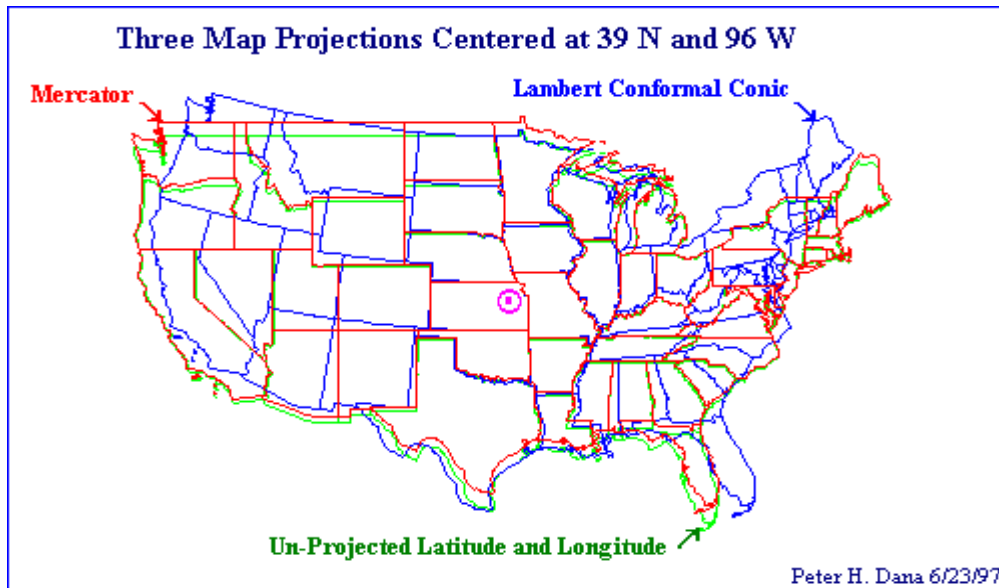 Three Map Projections Centered at 39 N and 96 W
Mercator
Lambert Conformal Conic
Un-Projected Latitude and Longitude
Peter H. Dana 6/23/97